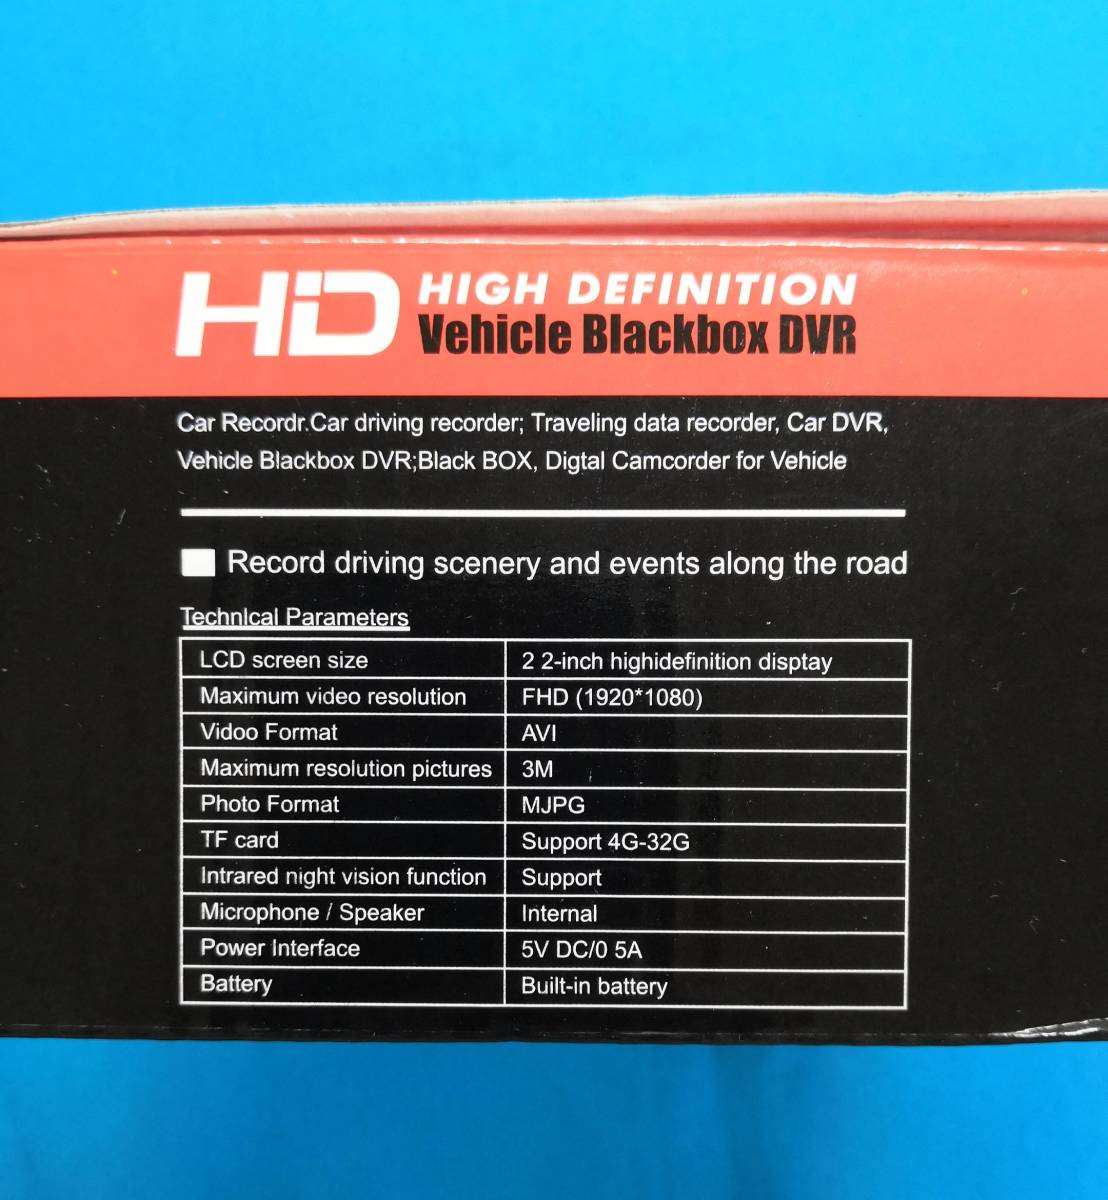 HD HIGH DEFINITION
Vehicle Blackbox DVR
Car Recordr.Car driving recorder; Traveling data recorder, Car DVR,
Vehicle Blackbox DVR;Black BOX, Digtal Camcorder for Vehicle
Record driving scenery and events along the road
Technlcal Parameters
LCD screen size 2 2-inch highidefinition disptay
Maximum video resolution FHD (1920*1080)
Vidoo Format AVI
Maximum resolution pictures 3M
Photo Format MJPG
TF card Support 4G-32G
Intrared night vision function Support
Microphone / Speaker Internal
Power Interface 5V DC/0 5A
Battery Built-in battery